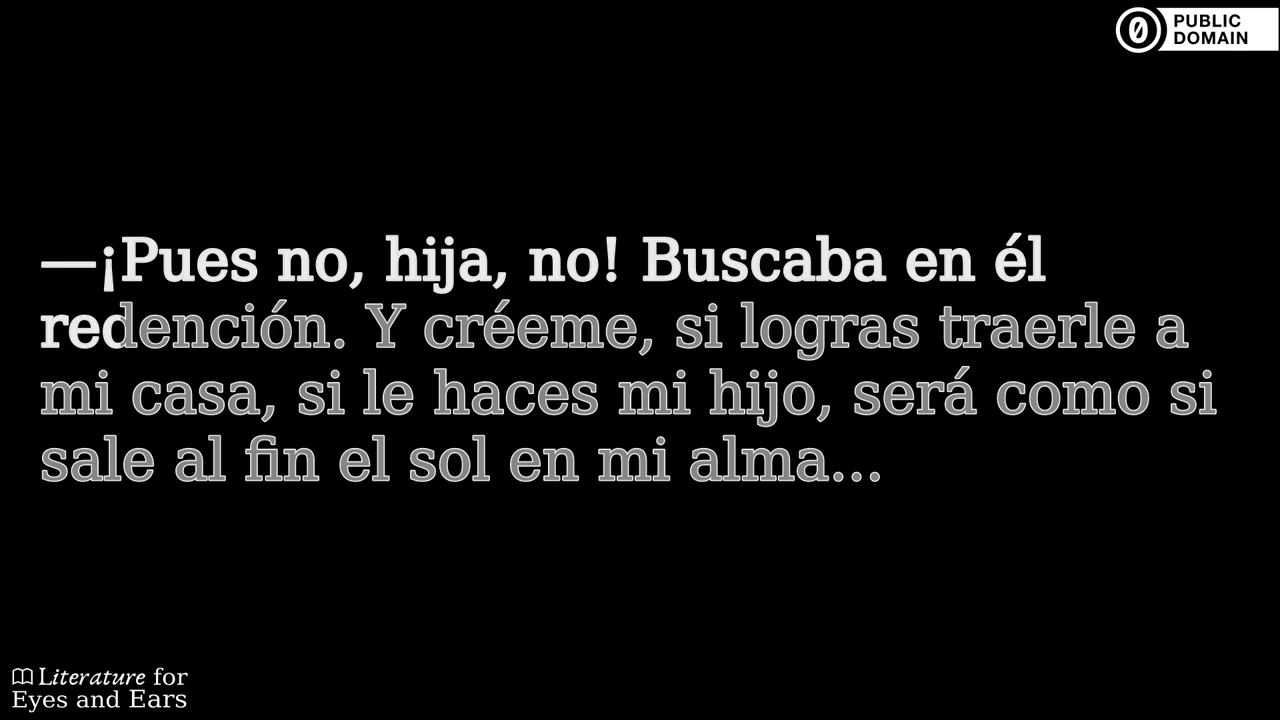 PUBLIC
DOMAIN
—¡Pues no, hija, no! Buscaba en él
redención. Y créeme, si logras traerle a
mi casa, si le haces mi hijo, será como si
sale al fin el sol en mi alma...
Literature for
Eyes and Ears